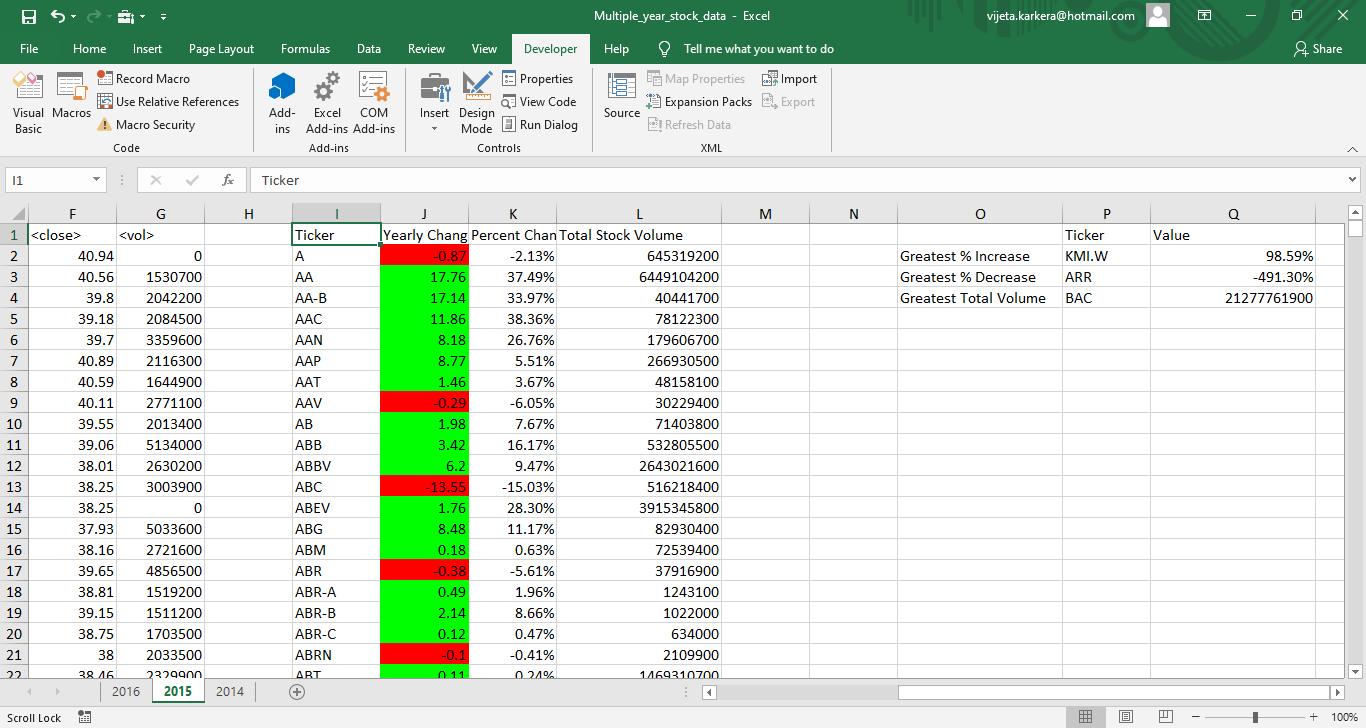 Multiple_year_stock_data - Excel
vijeta.karkera@hotmail.com
File Home Insert Page Layout Formulas Data Review View Developer Help Tell me what you want to do Share
Visual Basic
Macros
Record Macro
Use Relative References
Macro Security
Code
Add-ins
Excel Add-ins
COM Add-ins
Add-ins
Insert
Design Mode
Properties
View Code
Run Dialog
Controls
Source
Map Properties
Expansion Packs
Refresh Data
Import
Export
XML
I1 fx Ticker
F G H I J K L M N O P Q
1 <close> <vol> Ticker Yearly Chang Percent Chan Total Stock Volume Ticker Value
2 40.94 0 A -0.87 -2.13% 645319200 Greatest % Increase KMI.W 98.59%
3 40.56 1530700 AA 17.76 37.49% 6449104200 Greatest % Decrease ARR -491.30%
4 39.8 2042200 AA-B 17.14 33.97% 40441700 Greatest Total Volume BAC 21277761900
5 39.18 2084500 AAC 11.86 38.36% 78122300
6 39.7 3359600 AAN 8.18 26.76% 179606700
7 40.89 2116300 AAP 8.77 5.51% 266930500
8 40.59 1644900 AAT 1.46 3.67% 48158100
9 40.11 2771100 AAV -0.29 -6.05% 30229400
10 39.55 2013400 AB 1.98 7.67% 71403800
11 39.06 5134000 ABB 3.42 16.17% 532805500
12 38.01 2630200 ABBV 6.2 9.47% 2643021600
13 38.25 3003900 ABC -13.55 -15.03% 516218400
14 38.25 0 ABEV 1.76 28.30% 3915345800
15 37.93 5033600 ABG 8.48 11.17% 82930400
16 38.16 2721600 ABM 0.18 0.63% 72539400
17 39.65 4856500 ABR -0.38 -5.61% 37916900
18 38.81 1519200 ABR-A 0.49 1.96% 1243100
19 39.15 1511200 ABR-B 2.14 8.66% 1022000
20 38.75 1703500 ABR-C 0.12 0.47% 634000
21 38 2033500 ABRN -0.1 -0.41% 2109900
22 38.46 2329900 ABT 0.11 0.24% 1469310700
2016 2015 2014
Scroll Lock 100%